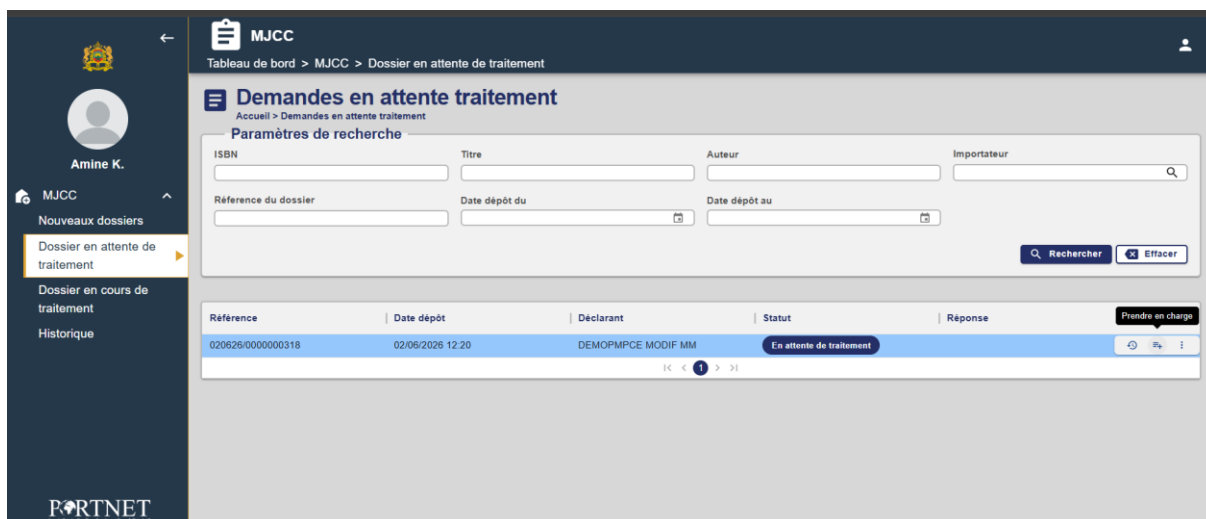 MJCC
Tableau de bord > MJCC > Dossier en attente de traitement
Amine K.
MJCC
Nouveaux dossiers
Dossier en attente de
traitement
Dossier en cours de
traitement
Historique
PORTNET
Demandes en attente traitement
Accueil > Demandes en attente traitement
Paramètres de recherche
ISBN Titre Auteur Importateur
Réference du dossier Date dépôt du Date dépôt au
Rechercher Effacer
Prendre en charge
Référence Date dépôt Déclarant Statut Réponse
020626/0000000318 02/06/2026 12:20 DEMOPMPCE MODIF MM En attente de traitement
1